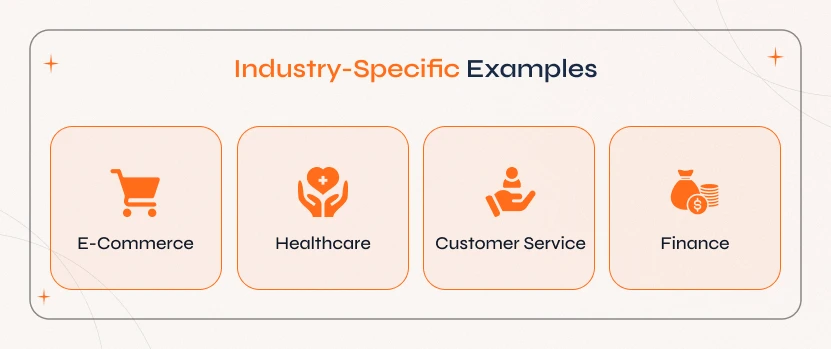 Industry-Specific Examples
E-Commerce
Healthcare
Customer Service
$
Finance